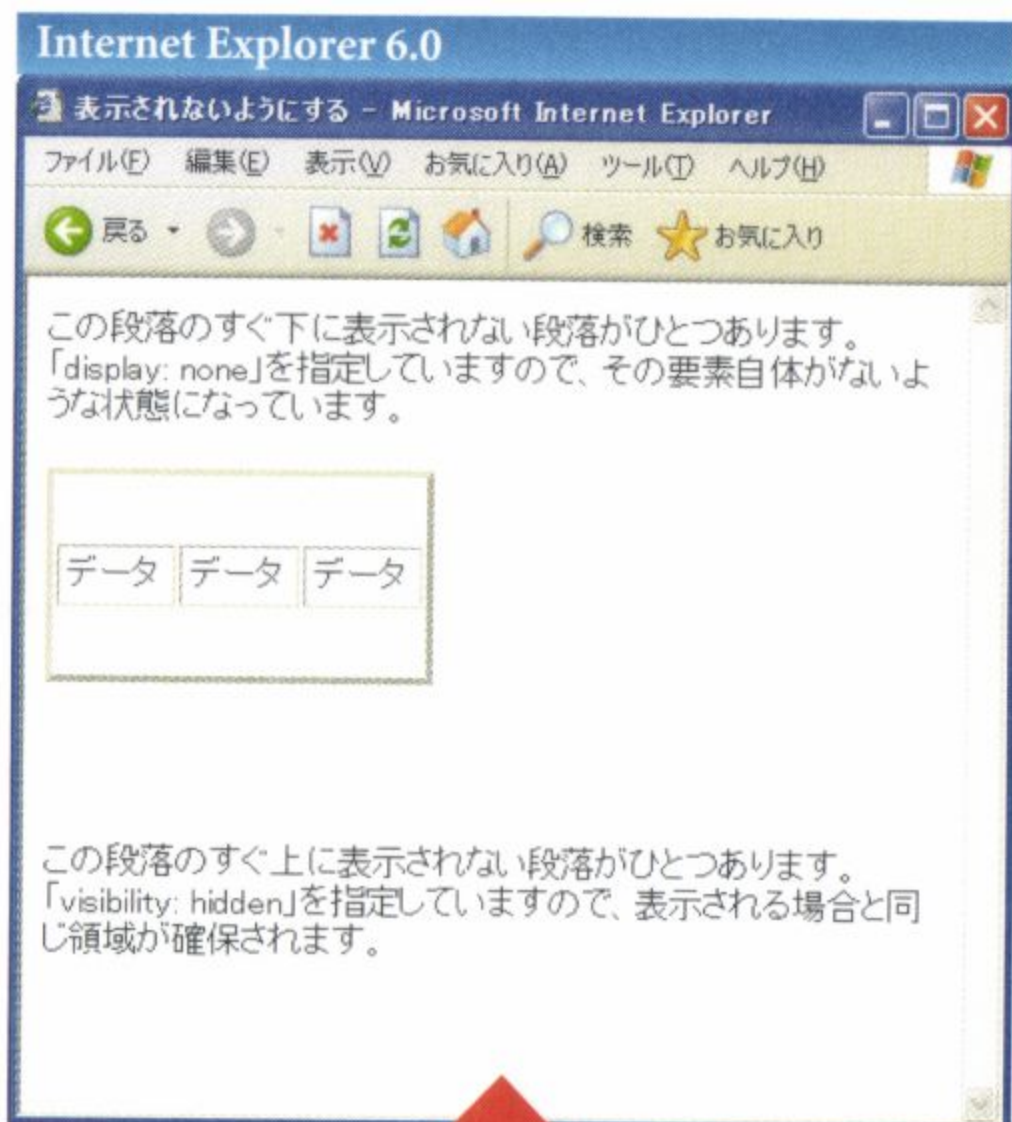 Internet Explorer 6.0
表示されないようにする - Microsoft Internet Explorer
ファイル(F) 編集(E) 表示(V) お気に入り(A) ツール(T) ヘルプ(H)
戻る 検索 お気に入り
この段落のすぐ下に表示されない段落がひとつあります。
「display: none」を指定していますので、その要素自体がないよ
うな状態になっています。
データ データ データ
この段落のすぐ上に表示されない段落がひとつあります。
「visibility: hidden」を指定していますので、表示される場合と同
じ領域が確保されます。